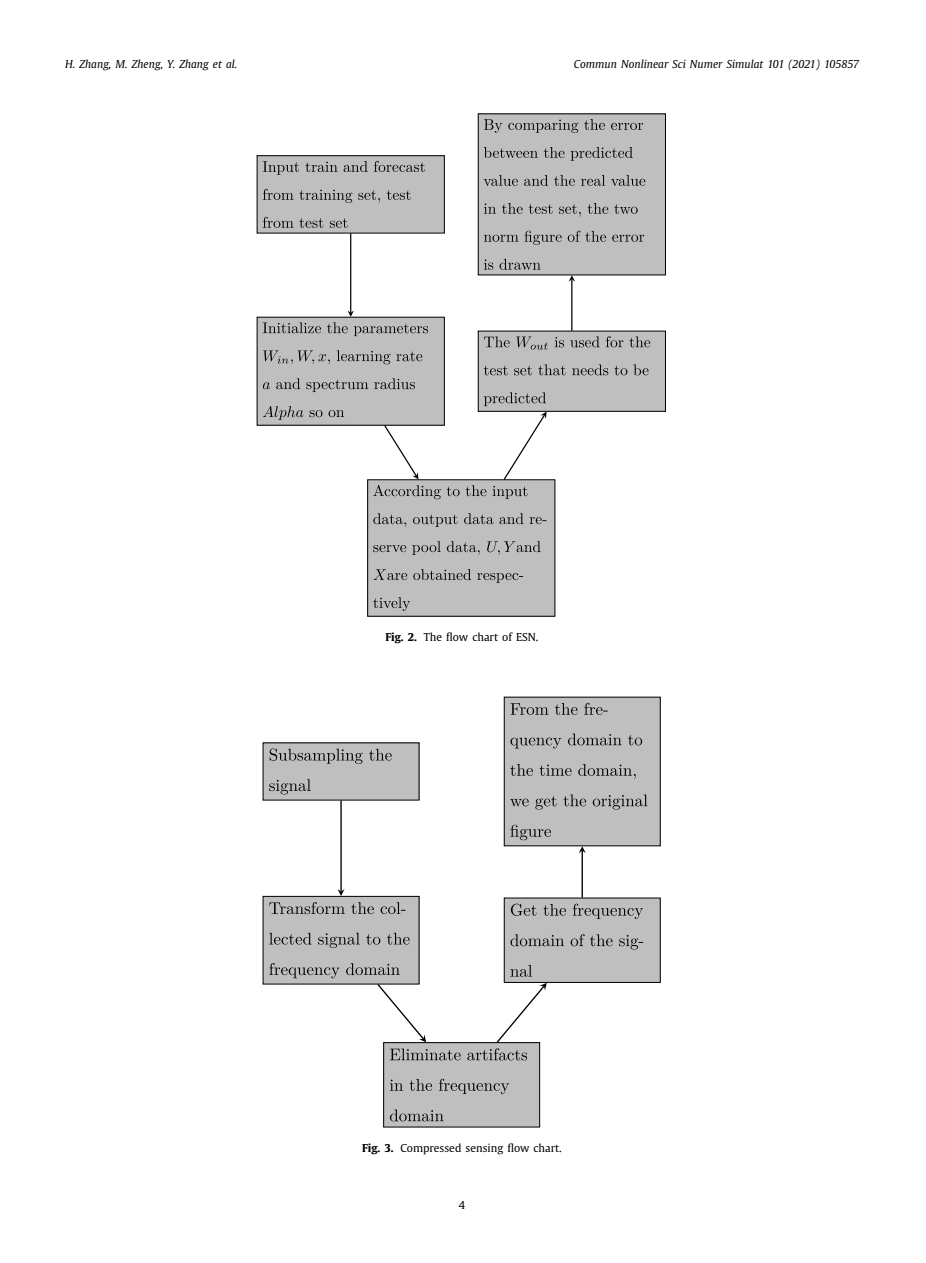 H. Zhang, M. Zheng, Y. Zhang et al.
Commun Nonlinear Sci Numer Simulat 101 (2021) 105857
Input train and forecast
from training set, test
from test set
Initialize the parameters
W_in, W, x, learning rate
a and spectrum radius
Alpha so on
According to the input
data, output data and re-
serve pool data, U, Y and
X are obtained respec-
tively
The W_out is used for the
test set that needs to be
predicted
By comparing the error
between the predicted
value and the real value
in the test set, the two
norm figure of the error
is drawn
Fig. 2. The flow chart of ESN.
Subsampling the
signal
Transform the col-
lected signal to the
frequency domain
Eliminate artifacts
in the frequency
domain
Get the frequency
domain of the sig-
nal
From the fre-
quency domain to
the time domain,
we get the original
figure
Fig. 3. Compressed sensing flow chart.
4